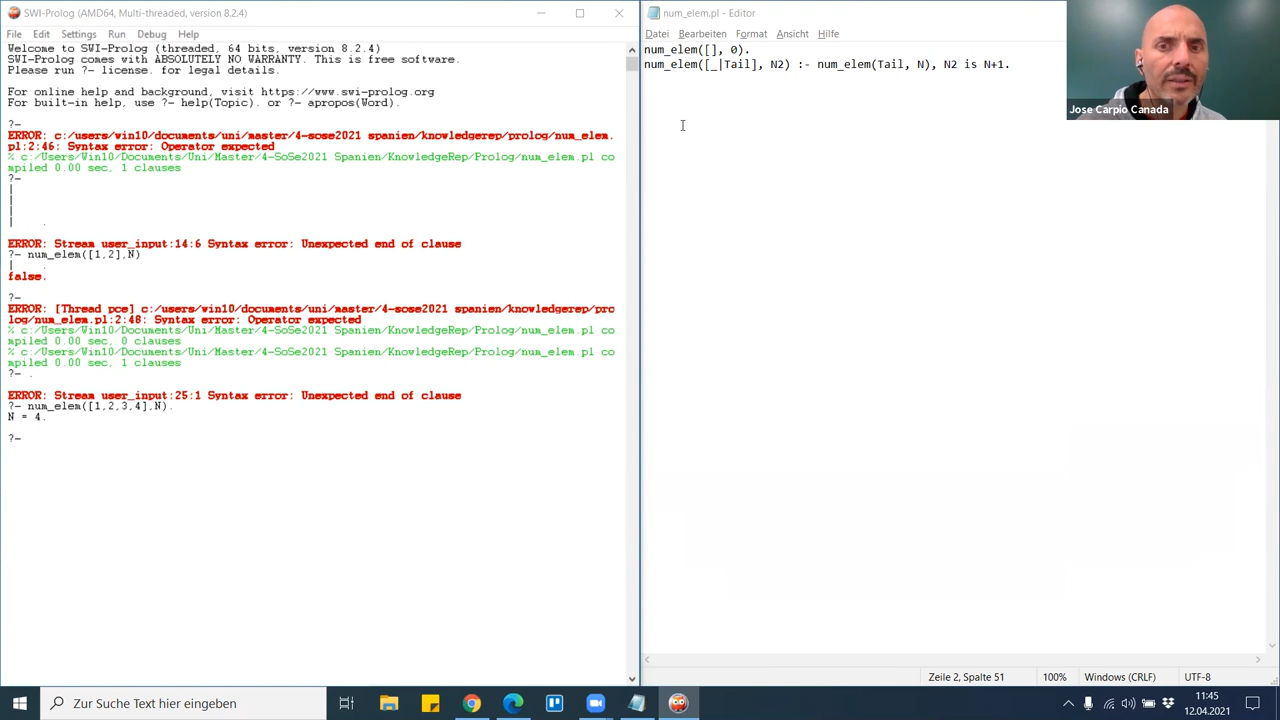 SWI-Prolog (AMD64, Multi-threaded, version 8.2.4)
File Edit Settings Run Debug Help
Welcome to SWI-Prolog (threaded, 64 bits, version 8.2.4)
SWI-Prolog comes with ABSOLUTELY NO WARRANTY. This is free software.
Please run ?- license. for legal details.
For online help and background, visit https://www.swi-prolog.org
For built-in help, use ?- help(Topic). or ?- apropos(Word).
?-
ERROR: c:/users/win10/documents/uni/master/4-sose2021 spanien/knowledgerep/prolog/num_elem.
pl:2:46: Syntax error: Operator expected
% c:/Users/Win10/Documents/Uni/Master/4-SoSe2021 Spanien/KnowledgeRep/Prolog/num_elem.pl co
mpiled 0.00 sec, 1 clauses
?-
|
|
|
| .
ERROR: Stream user_input:14:6 Syntax error: Unexpected end of clause
?- num_elem([1,2],N)
| .
false.
?-
ERROR: [Thread pce] c:/users/win10/documents/uni/master/4-sose2021 spanien/knowledgerep/pro
log/num_elem.pl:2:48: Syntax error: Operator expected
% c:/Users/Win10/Documents/Uni/Master/4-SoSe2021 Spanien/KnowledgeRep/Prolog/num_elem.pl co
mpiled 0.00 sec, 0 clauses
% c:/Users/Win10/Documents/Uni/Master/4-SoSe2021 Spanien/KnowledgeRep/Prolog/num_elem.pl co
mpiled 0.00 sec, 1 clauses
?- .
ERROR: Stream user_input:25:1 Syntax error: Unexpected end of clause
?- num_elem([1,2,3,4],N).
N = 4.
?-
num_elem.pl - Editor
Datei Bearbeiten Format Ansicht Hilfe
num_elem([], 0).
num_elem([_|Tail], N2) :- num_elem(Tail, N), N2 is N+1.
Jose Carpio Canada
Zeile 2, Spalte 51 100% Windows (CRLF) UTF-8
Zur Suche Text hier eingeben
11:45
12.04.2021